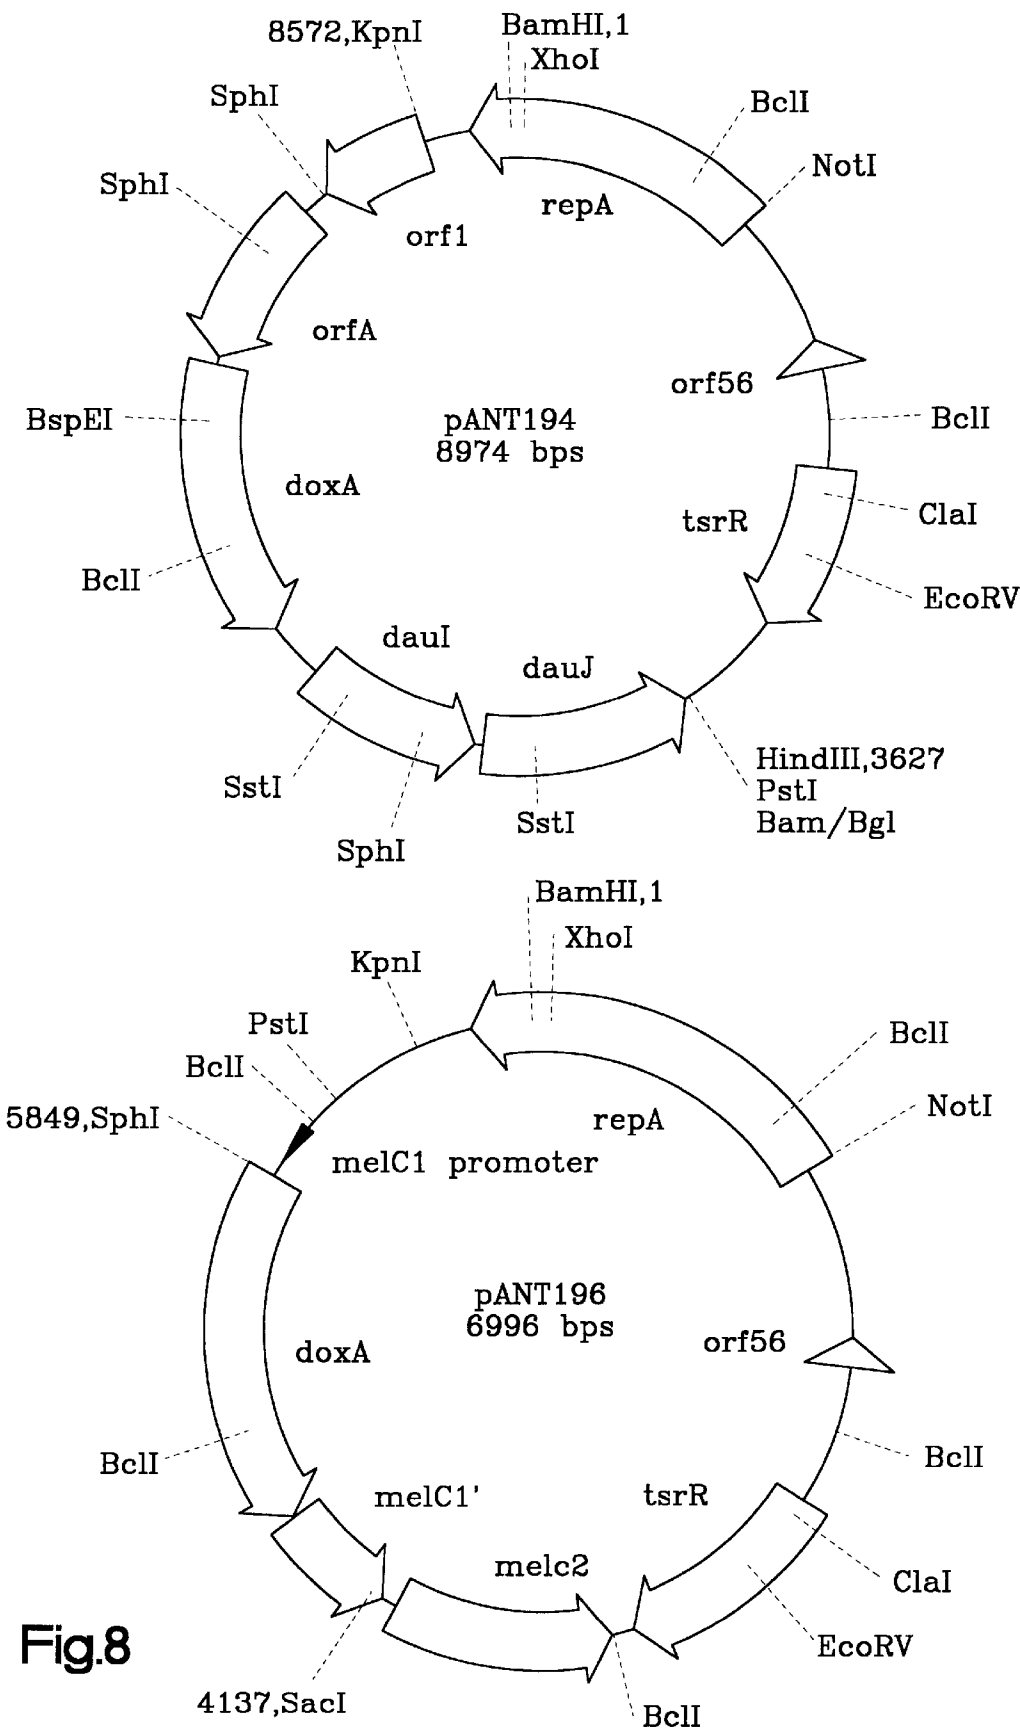 8572,KpnI
BamHI,1
XhoI
SphI
BclI
NotI
SphI
repA
orf1
orfA
orf56
BspEI
pANT194
8974 bps
BclI
doxA
tsrR
ClaI
BclI
EcoRV
dauI
dauJ
SstI
HindIII,3627
PstI
Bam/Bgl
SstI
SphI
BamHI,1
XhoI
KpnI
PstI
BclI
BclI
5849,SphI
NotI
repA
melC1 promoter
pANT196
6996 bps
orf56
doxA
BclI
BclI
melC1'
tsrR
melc2
ClaI
EcoRV
Fig.8
4137,SacI
BclI